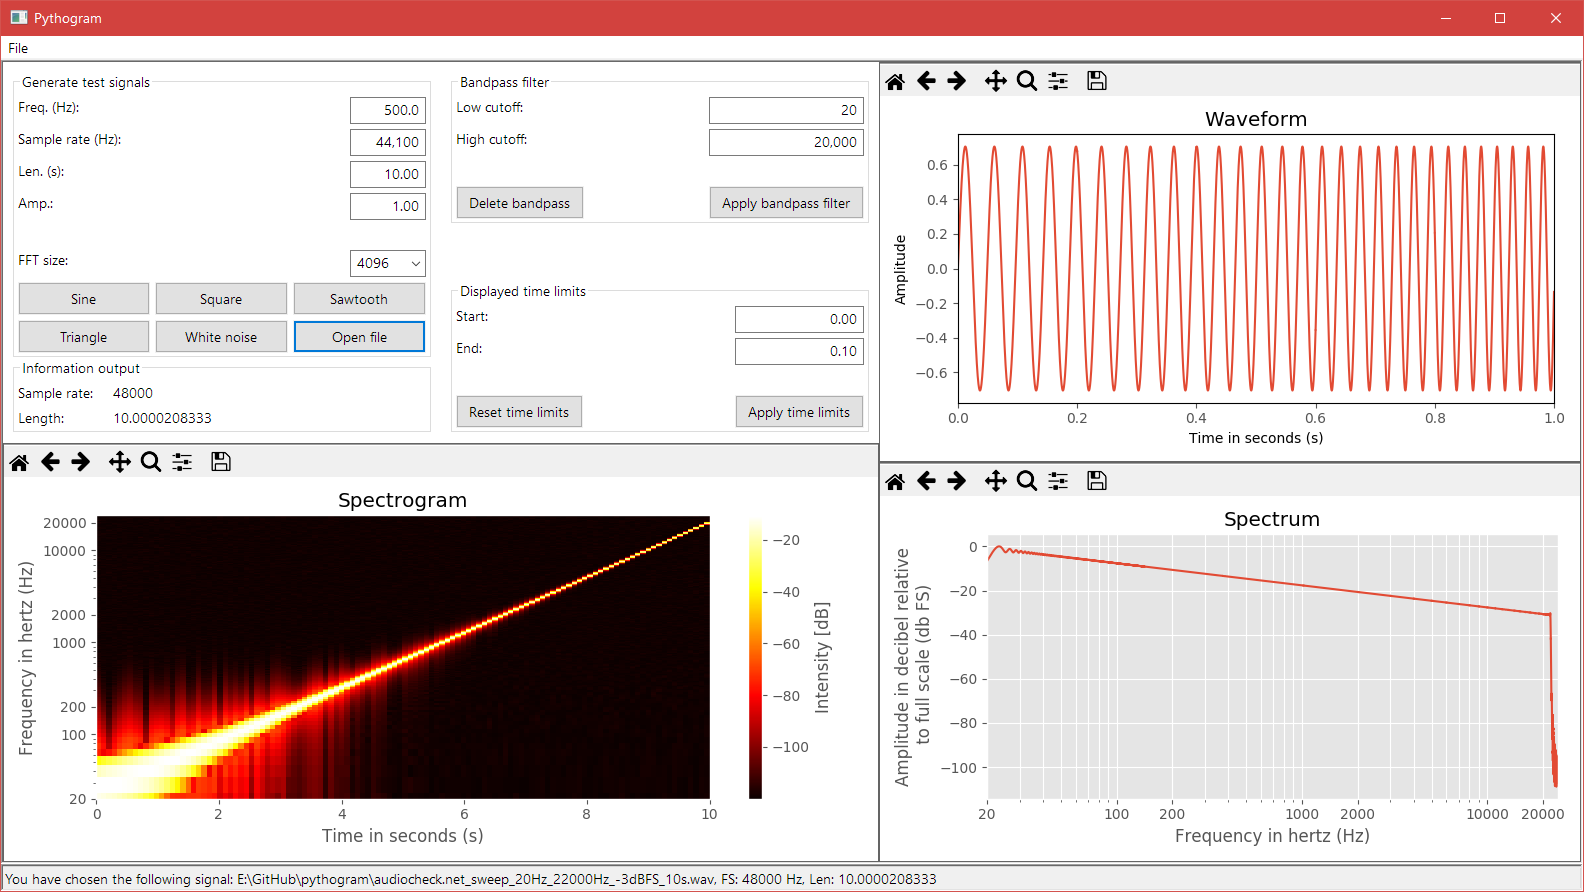 Pythogram
File
Generate test signals
Freq. (Hz): 500.0
Sample rate (Hz): 44,100
Len. (s): 10.00
Amp.: 1.00
FFT size: 4096
Sine Square Sawtooth
Triangle White noise Open file
Information output
Sample rate: 48000
Length: 10.0000208333
Bandpass filter
Low cutoff: 20
High cutoff: 20,000
Delete bandpass Apply bandpass filter
Displayed time limits
Start: 0.00
End: 0.10
Reset time limits Apply time limits
Waveform
Amplitude
0.6
0.4
0.2
0.0
−0.2
−0.4
−0.6
0.0 0.2 0.4 0.6 0.8 1.0
Time in seconds (s)
Spectrogram
Frequency in hertz (Hz)
20000
10000
2000
1000
200
100
20
0 2 4 6 8 10
Time in seconds (s)
−20
−40
−60
−80
−100
Intensity [dB]
Spectrum
Amplitude in decibel relative
to full scale (db FS)
0
−20
−40
−60
−80
−100
20 100 200 1000 2000 10000 20000
Frequency in hertz (Hz)
You have chosen the following signal: E:\GitHub\pythogram\audiocheck.net_sweep_20Hz_22000Hz_-3dBFS_10s.wav, FS: 48000 Hz, Len: 10.0000208333